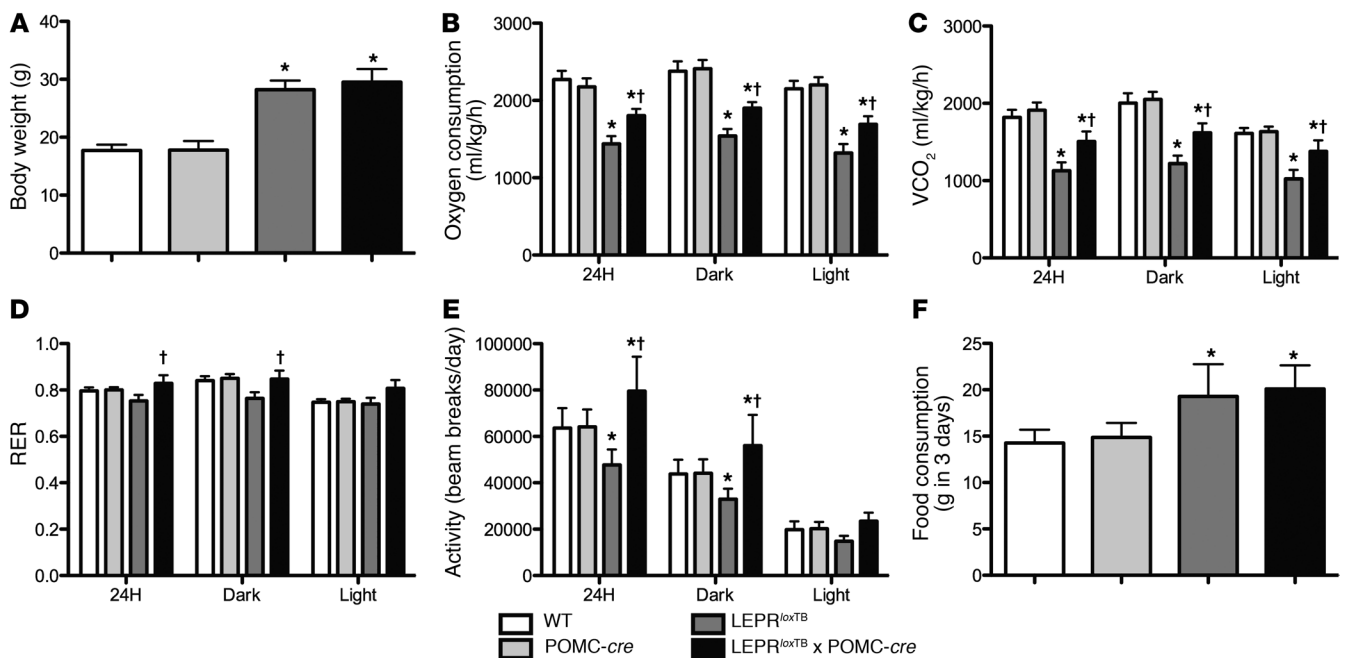 A
Body weight (g)
40
30
20
10
0
*
*
B
Oxygen consumption
(ml/kg/h)
3000
2000
1000
0
*
*†
*
*†
*
*†
24H
Dark
Light
C
VCO₂ (ml/kg/h)
3000
2000
1000
0
*
*†
*
*†
*
*†
24H
Dark
Light
D
RER
1.0
0.8
0.6
0.4
0.2
0.0
†
†
24H
Dark
Light
E
Activity (beam breaks/day)
100000
80000
60000
40000
20000
0
*
*†
*
*†
24H
Dark
Light
F
Food consumption
(g in 3 days)
25
20
15
10
5
0
*
*
WT
LEPRloxTB
POMC-cre
LEPRloxTB x POMC-cre